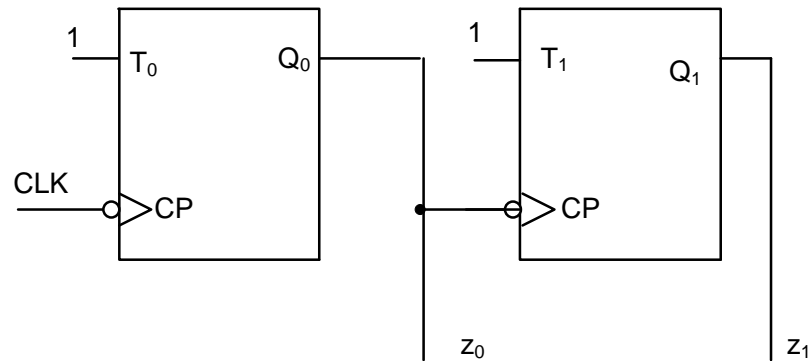 1
T₀
Q₀
1
T₁
Q₁
CLK
CP
CP
z₀
z₁